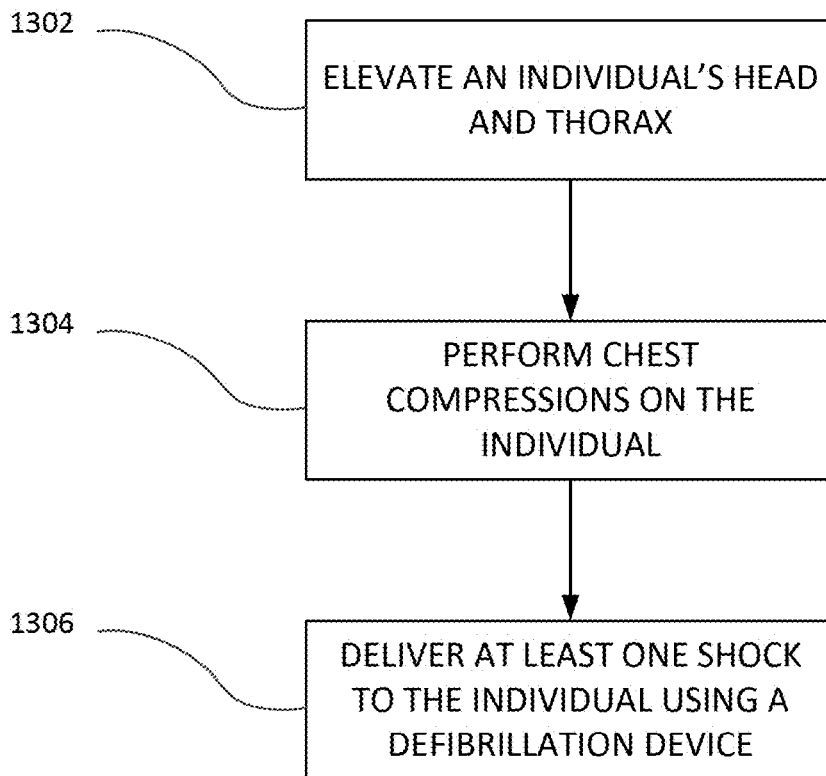 1302
ELEVATE AN INDIVIDUAL'S HEAD
AND THORAX
1304
PERFORM CHEST
COMPRESSIONS ON THE
INDIVIDUAL
1306
DELIVER AT LEAST ONE SHOCK
TO THE INDIVIDUAL USING A
DEFIBRILLATION DEVICE